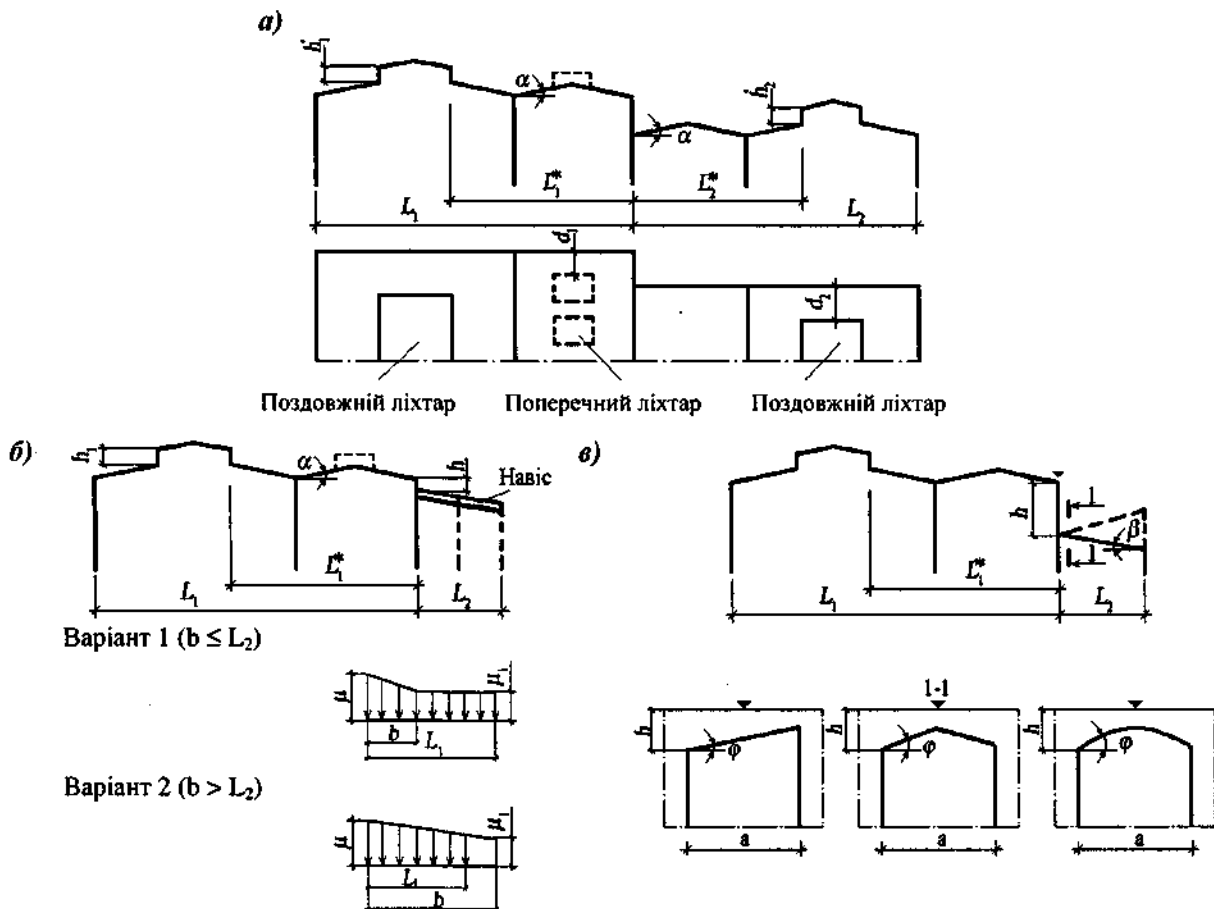 а)
h₁
α
h₂
α
L₁*
L₂*
L₁
L₂
d₁
d₂
Поздовжній ліхтар
Поперечний ліхтар
Поздовжній ліхтар
б)
h₁
α
h
Навіс
L₁*
L₁
L₂
в)
h
1
β
1
L₁*
L₁
L₂
Варіант 1 (b ≤ L₂)
μ
μ₁
b
L₁
Варіант 2 (b > L₂)
μ
μ₁
L₁
b
1-1
h
φ
a
h
φ
a
h
φ
a